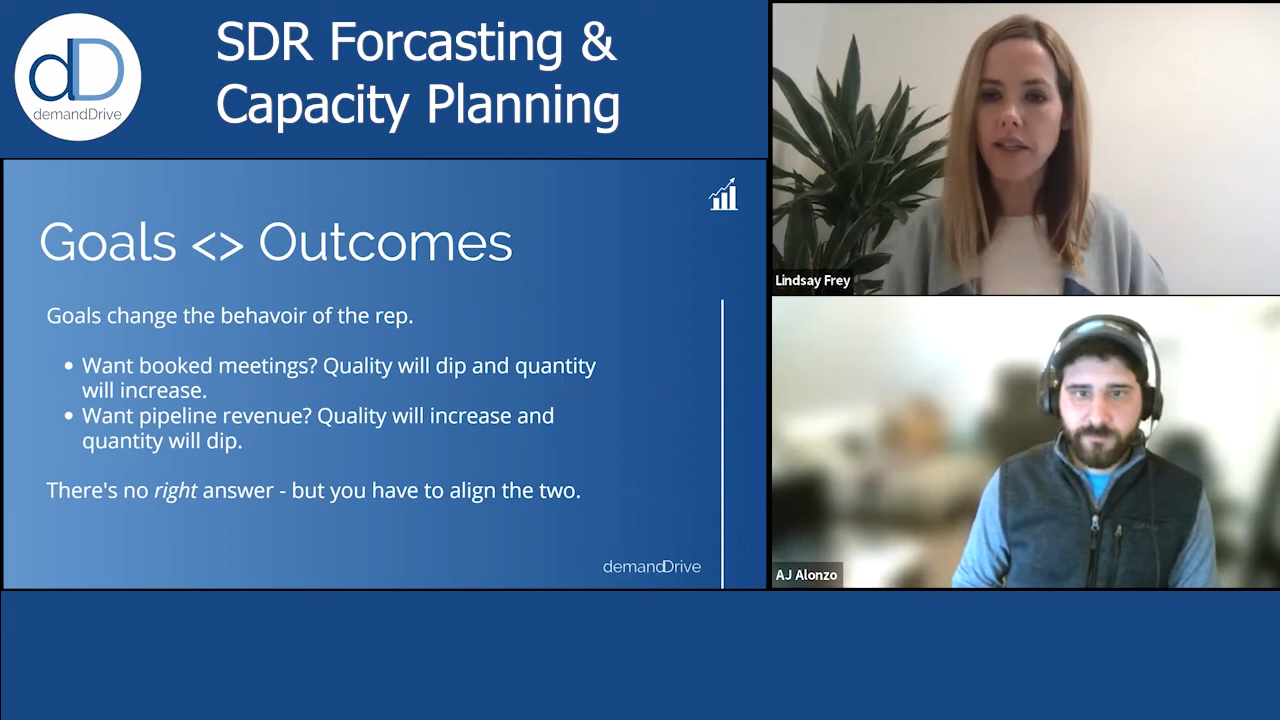 dD
demandDrive
SDR Forcasting &
Capacity Planning
Goals <> Outcomes
Goals change the behavoir of the rep.
• Want booked meetings? Quality will dip and quantity
will increase.
• Want pipeline revenue? Quality will increase and
quantity will dip.
There's no right answer - but you have to align the two.
demandDrive
Lindsay Frey
AJ Alonzo